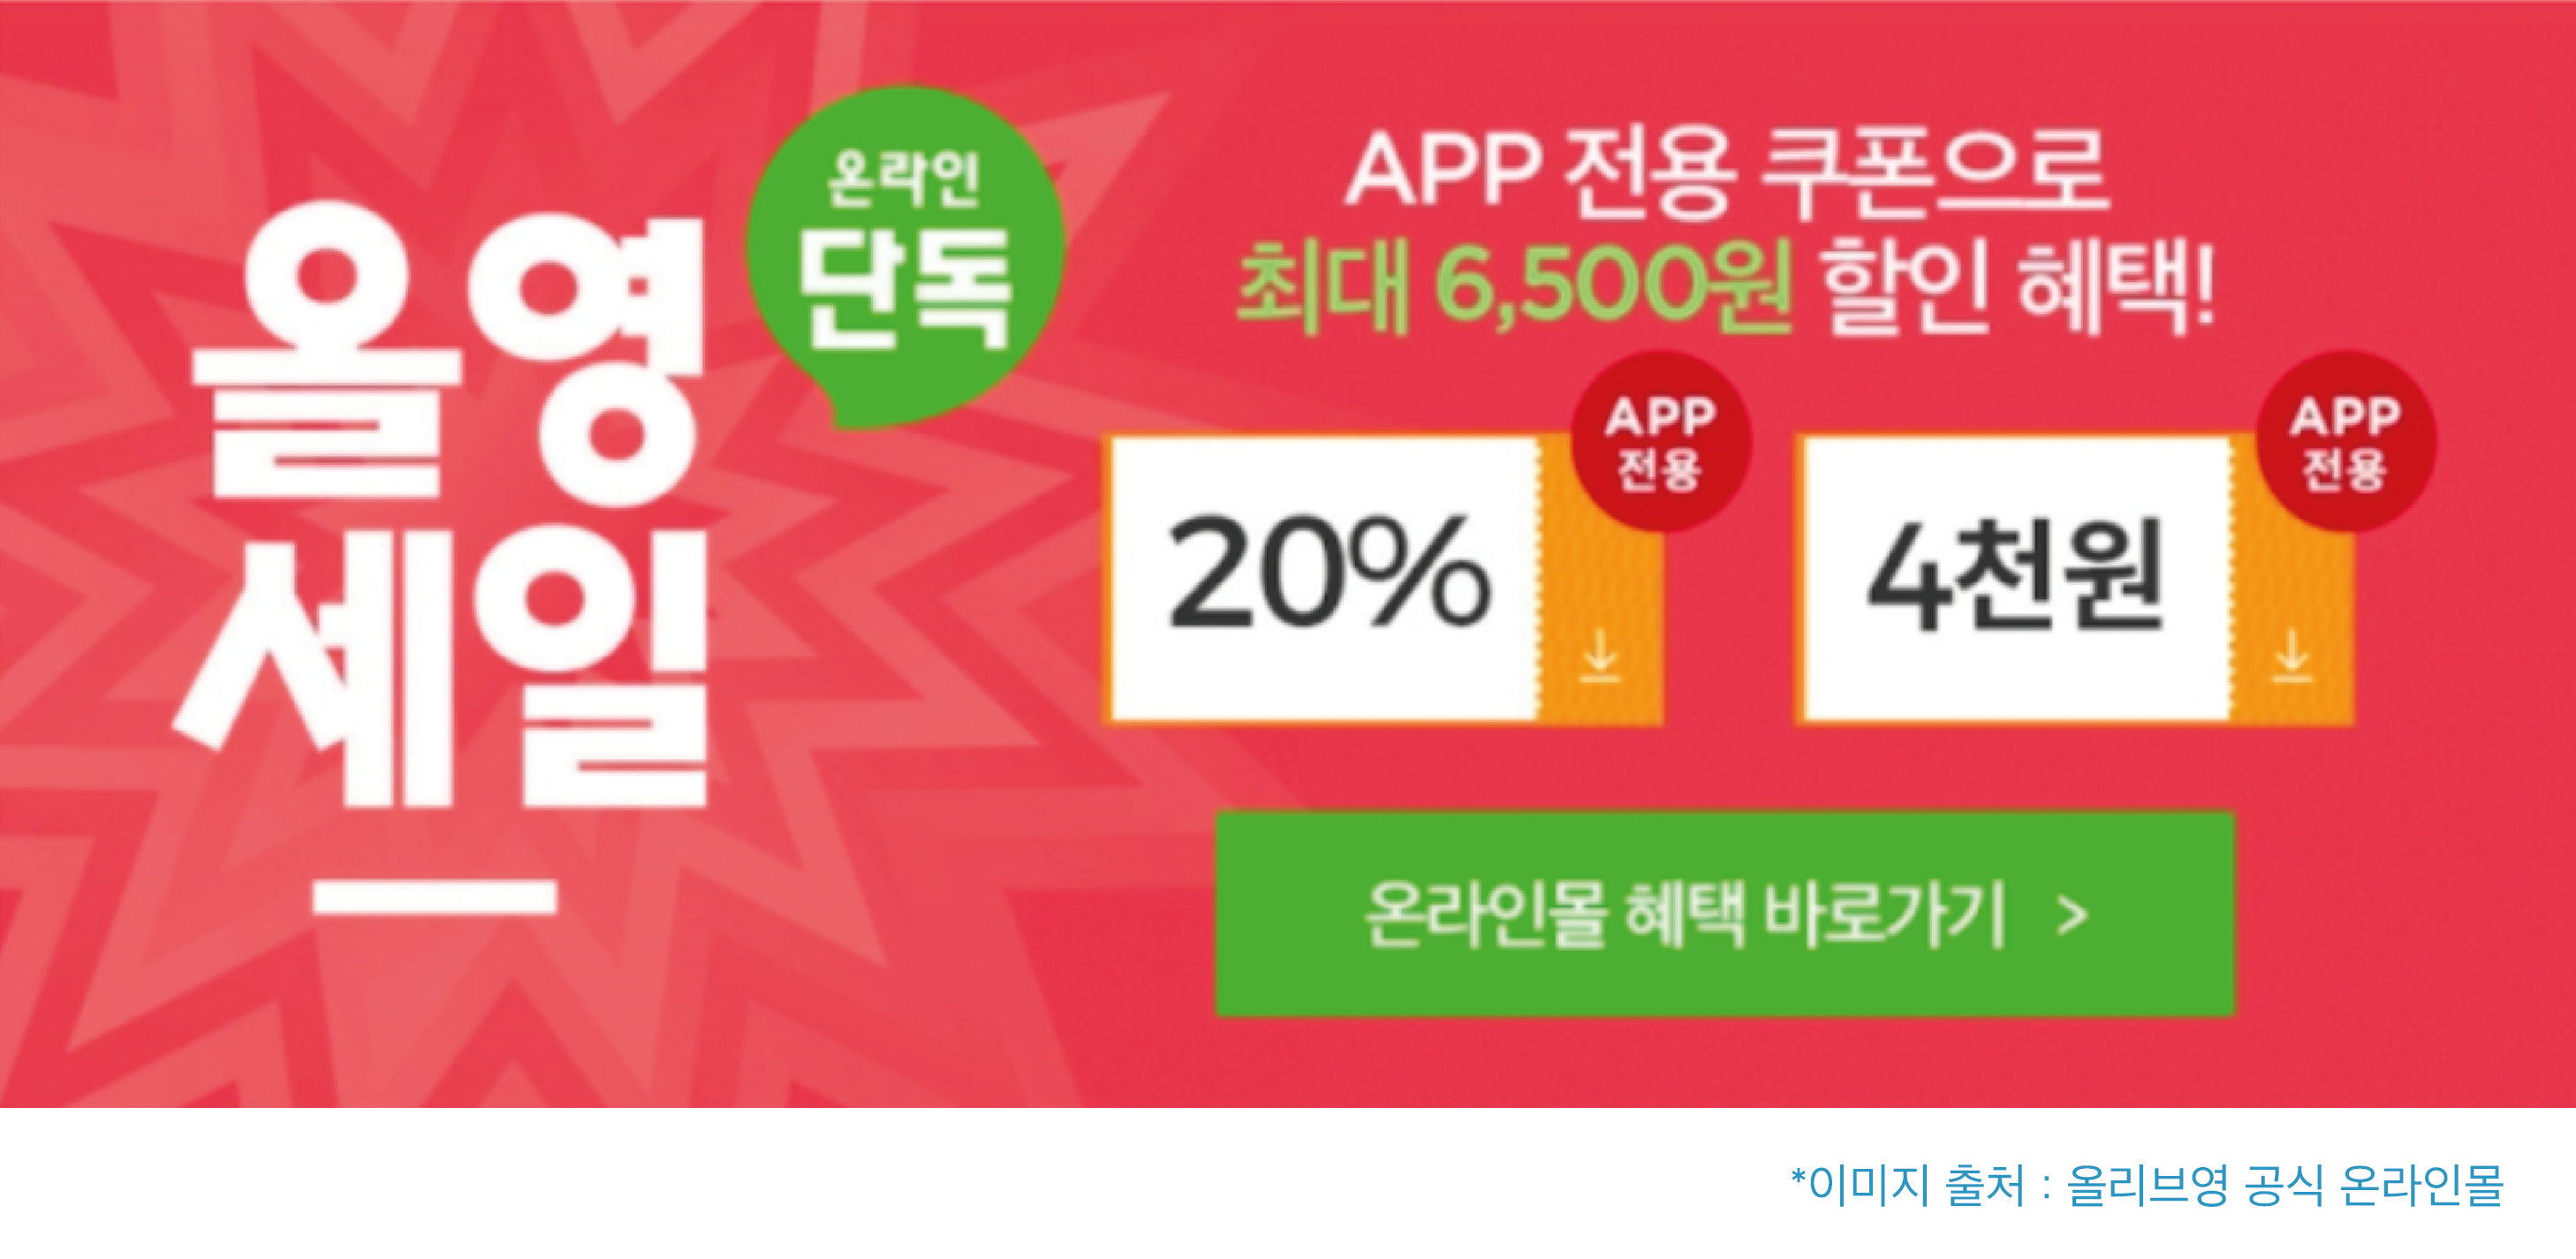 올영
세일
온라인
단독
APP 전용 쿠폰으로
최대 6,500원 할인 혜택!
20%
APP
전용
4천원
APP
전용
온라인몰 혜택 바로가기 >
*이미지 출처 : 올리브영 공식 온라인몰